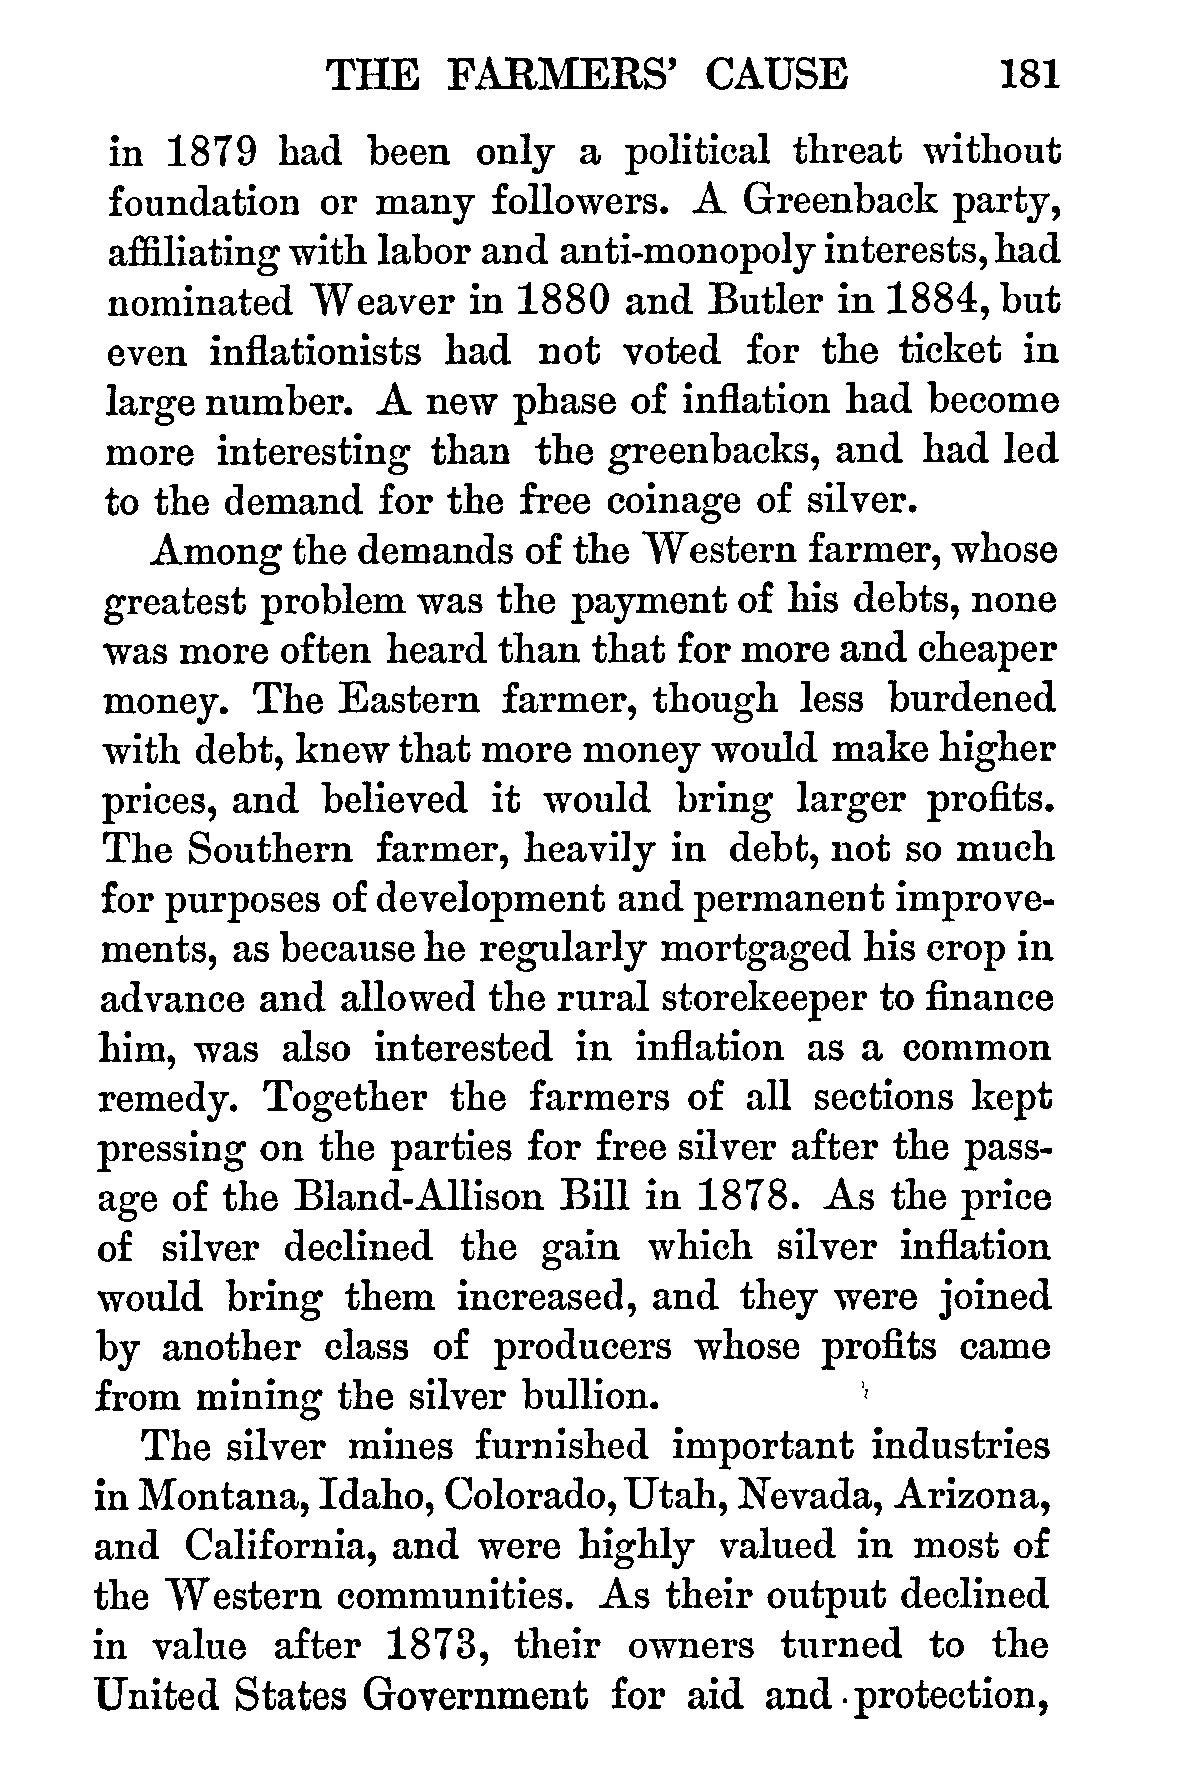 THE FARMERS' CAUSE 181
in 1879 had been only a political threat without
foundation or many followers. A Greenback party,
affiliating with labor and anti-monopoly interests, had
nominated Weaver in 1880 and Butler in 1884, but
even inflationists had not voted for the ticket in
large number. A new phase of inflation had become
more interesting than the greenbacks, and had led
to the demand for the free coinage of silver.
Among the demands of the Western farmer, whose
greatest problem was the payment of his debts, none
was more often heard than that for more and cheaper
money. The Eastern farmer, though less burdened
with debt, knew that more money would make higher
prices, and believed it would bring larger profits.
The Southern farmer, heavily in debt, not so much
for purposes of development and permanent improve-
ments, as because he regularly mortgaged his crop in
advance and allowed the rural storekeeper to finance
him, was also interested in inflation as a common
remedy. Together the farmers of all sections kept
pressing on the parties for free silver after the pass-
age of the Bland-Allison Bill in 1878. As the price
of silver declined the gain which silver inflation
would bring them increased, and they were joined
by another class of producers whose profits came
from mining the silver bullion.
The silver mines furnished important industries
in Montana, Idaho, Colorado, Utah, Nevada, Arizona,
and California, and were highly valued in most of
the Western communities. As their output declined
in value after 1873, their owners turned to the
United States Government for aid and protection,